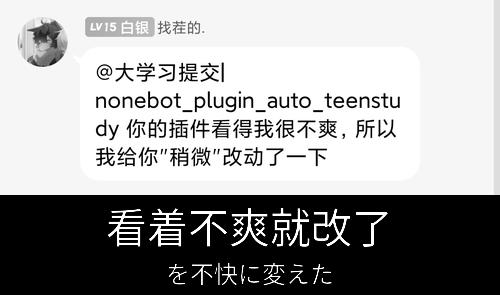 LV15 白银 找茬的.
@大学习提交|
nonebot_plugin_auto_teenstu
dy 你的插件看得我很不爽，所以
我给你"稍微"改动了一下
看着不爽就改了
を不快に変えた